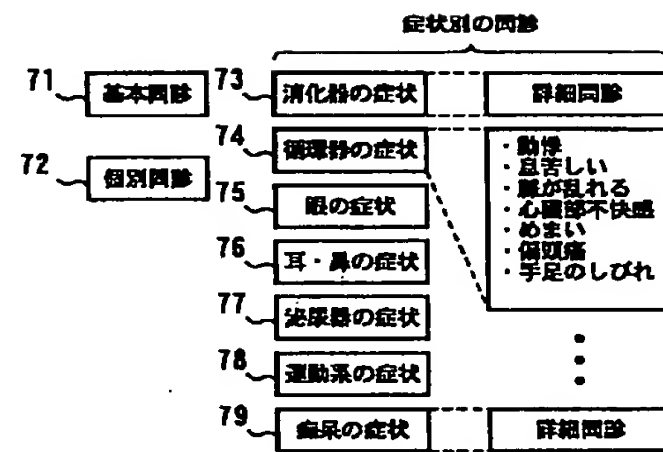 症状別の問診
71
基本問診
72
個別問診
73
消化器の症状
詳細問診
74
循環器の症状
・動悸
・息苦しい
・脈が乱れる
・心臓部不快感
・めまい
・偏頭痛
・手足のしびれ
75
眼の症状
76
耳・鼻の症状
77
泌尿器の症状
78
運動系の症状
79
痴呆の症状
詳細問診